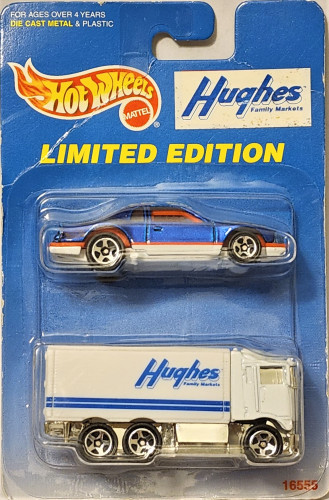 FOR AGES OVER 4 YEARS
DIE CAST METAL & PLASTIC
Hot Wheels
MATTEL
Hughes
Family Markets
LIMITED EDITION
Hughes
Family Markets
16555